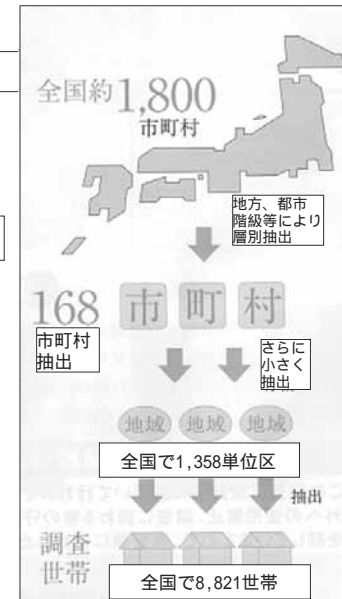 全国約1,800
市町村
地方、都市
階級等により
層別抽出
168
市町村
抽出
市 町 村
さらに
小さく
抽出
地域 地域 地域
全国で1,358単位区
抽出
調査
世帯
全国で8,821世帯